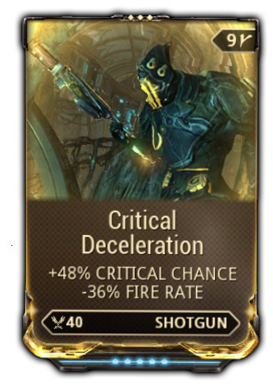 9
Critical
Deceleration
+48% CRITICAL CHANCE
-36% FIRE RATE
40 SHOTGUN